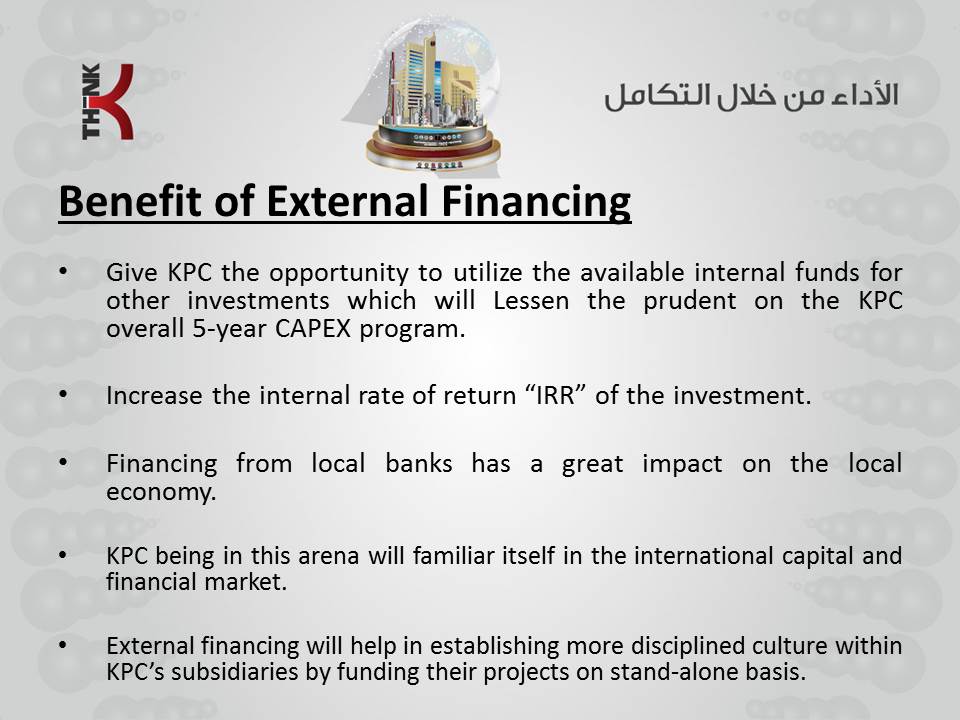 TH-NK
الأداء من خلال التكامل
Benefit of External Financing
• Give KPC the opportunity to utilize the available internal funds for
other investments which will Lessen the prudent on the KPC
overall 5-year CAPEX program.
• Increase the internal rate of return “IRR” of the investment.
• Financing from local banks has a great impact on the local
economy.
• KPC being in this arena will familiar itself in the international capital and
financial market.
• External financing will help in establishing more disciplined culture within
KPC’s subsidiaries by funding their projects on stand-alone basis.